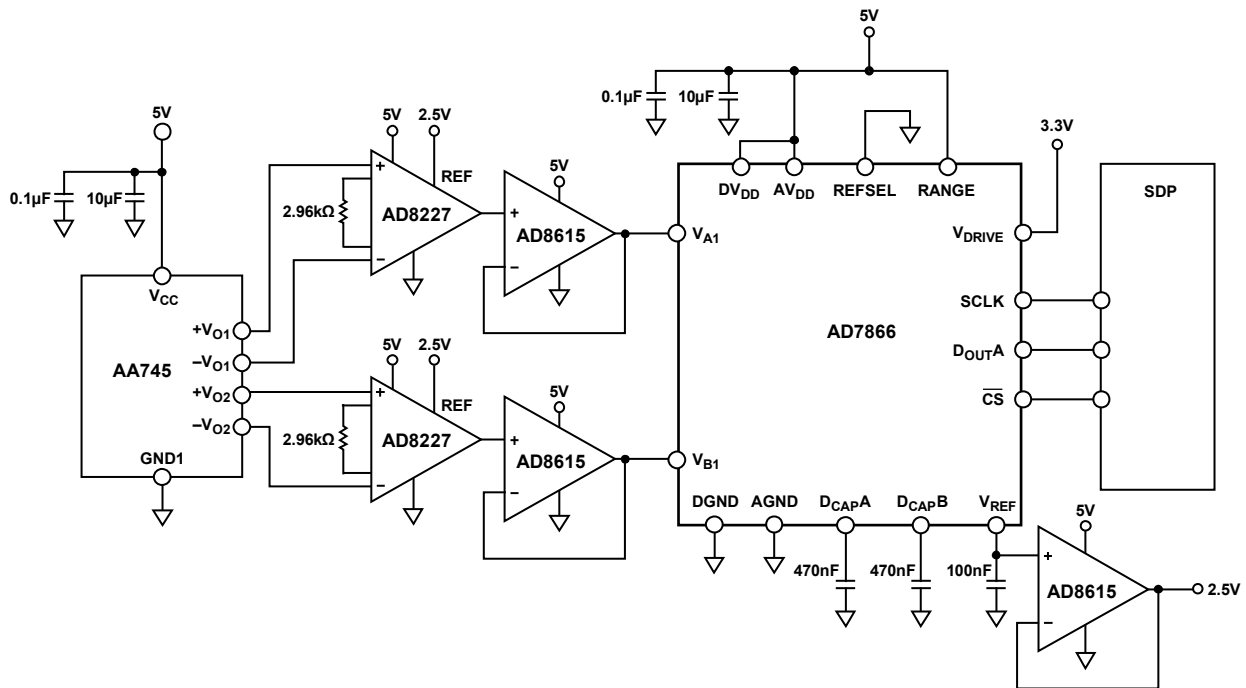 5V
0.1µF
10µF
VCC
+VO1
–VO1
+VO2
–VO2
AA745
GND1
5V
2.5V
REF
2.96kΩ
+
–
AD8227
5V
+
–
AD8615
5V
2.5V
REF
2.96kΩ
+
–
AD8227
5V
+
–
AD8615
5V
0.1µF
10µF
DVDD
AVDD
REFSEL
RANGE
3.3V
SDP
VA1
VDRIVE
SCLK
AD7866
DOUTA
CS
VB1
DGND
AGND
DCAPA
DCAPB
VREF
470nF
470nF
100nF
5V
+
–
AD8615
2.5V